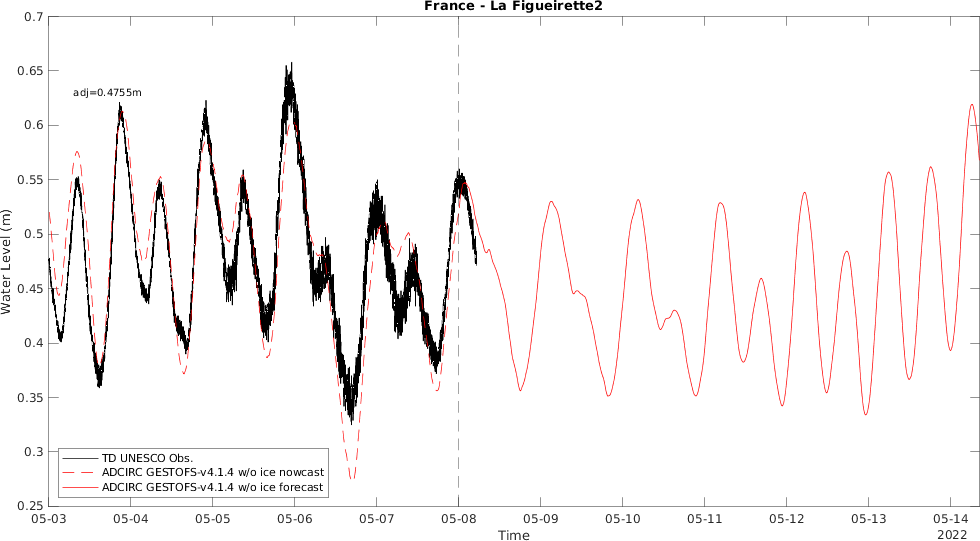 France - La Figueirette2
0.7
0.65
0.6
0.55
0.5
0.45
0.4
0.35
0.3
0.25
Water Level (m)
adj=0.4755m
TD UNESCO Obs.
ADCIRC GESTOFS-v4.1.4 w/o ice nowcast
ADCIRC GESTOFS-v4.1.4 w/o ice forecast
05-03 05-04 05-05 05-06 05-07 05-08 05-09 05-10 05-11 05-12 05-13 05-14
Time
2022